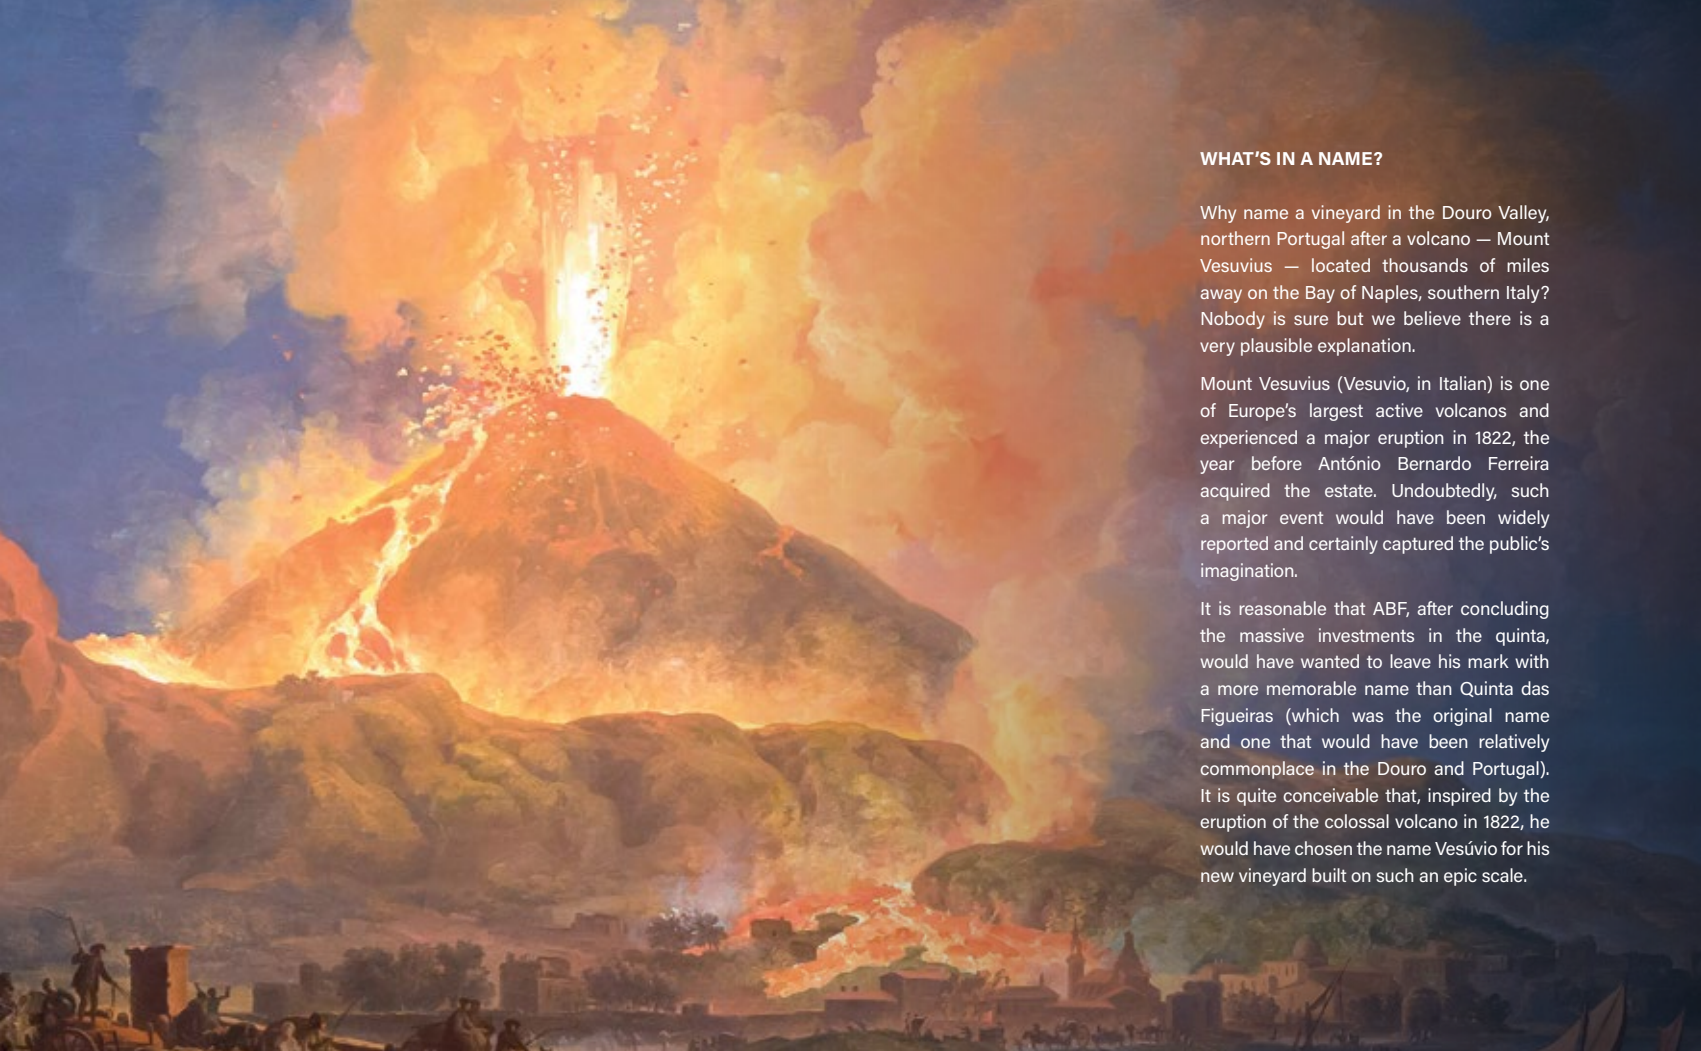 WHAT'S IN A NAME?
Why name a vineyard in the Douro Valley,
northern Portugal after a volcano — Mount
Vesuvius — located thousands of miles
away on the Bay of Naples, southern Italy?
Nobody is sure but we believe there is a
very plausible explanation.
Mount Vesuvius (Vesuvio, in Italian) is one
of Europe's largest active volcanos and
experienced a major eruption in 1822, the
year before António Bernardo Ferreira
acquired the estate. Undoubtedly, such
a major event would have been widely
reported and certainly captured the public's
imagination.
It is reasonable that ABF, after concluding
the massive investments in the quinta,
would have wanted to leave his mark with
a more memorable name than Quinta das
Figueiras (which was the original name
and one that would have been relatively
commonplace in the Douro and Portugal).
It is quite conceivable that, inspired by the
eruption of the colossal volcano in 1822, he
would have chosen the name Vesúvio for his
new vineyard built on such an epic scale.